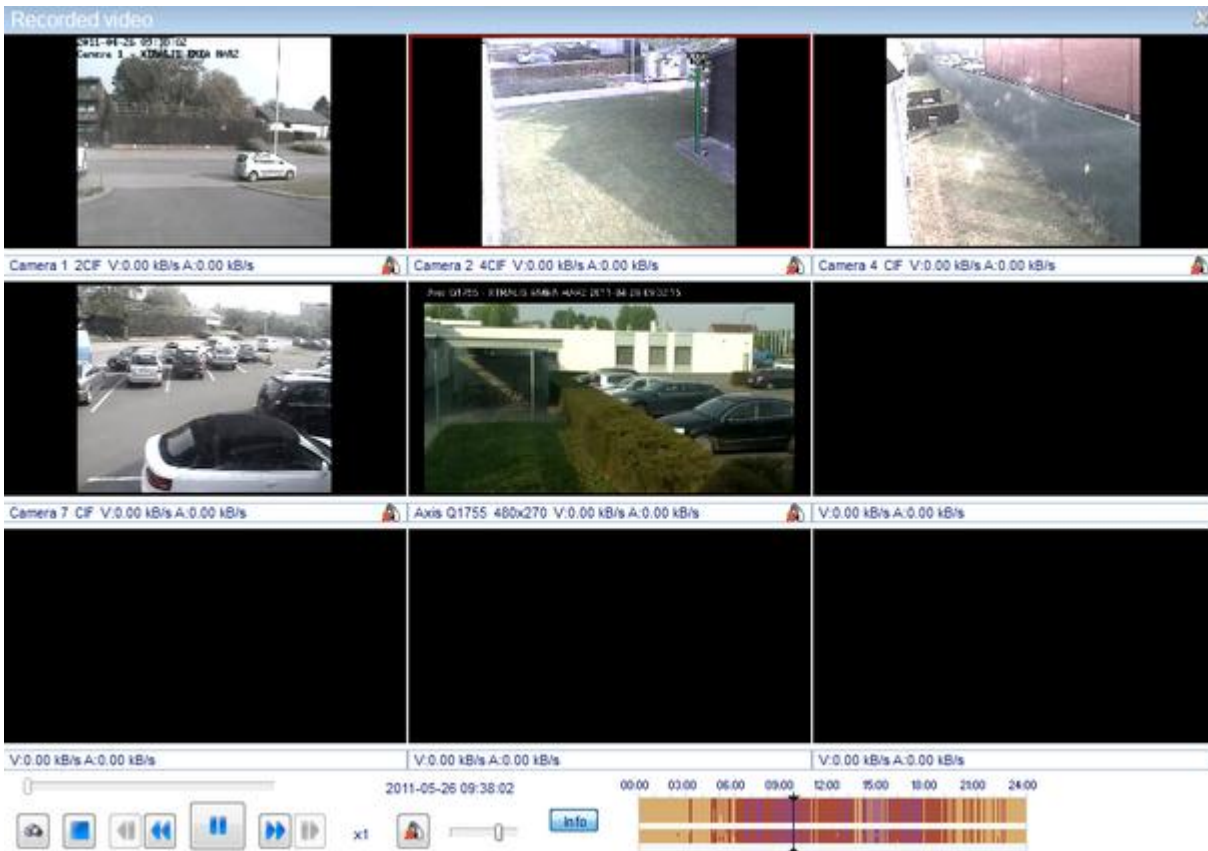 Recorded video
Camera 1 2CIF V:0.00 kB/s A:0.00 kB/s
Camera 2 4CIF V:0.00 kB/s A:0.00 kB/s
Camera 4 CIF V:0.00 kB/s A:0.00 kB/s
Camera 7 CIF V:0.00 kB/s A:0.00 kB/s
Axis Q1755 480x270 V:0.00 kB/s A:0.00 kB/s
V:0.00 kB/s A:0.00 kB/s
V:0.00 kB/s A:0.00 kB/s
V:0.00 kB/s A:0.00 kB/s
V:0.00 kB/s A:0.00 kB/s
2011-05-26 09:38:02
00:00 03:00 06:00 09:00 12:00 15:00 18:00 21:00 24:00
x1
Info